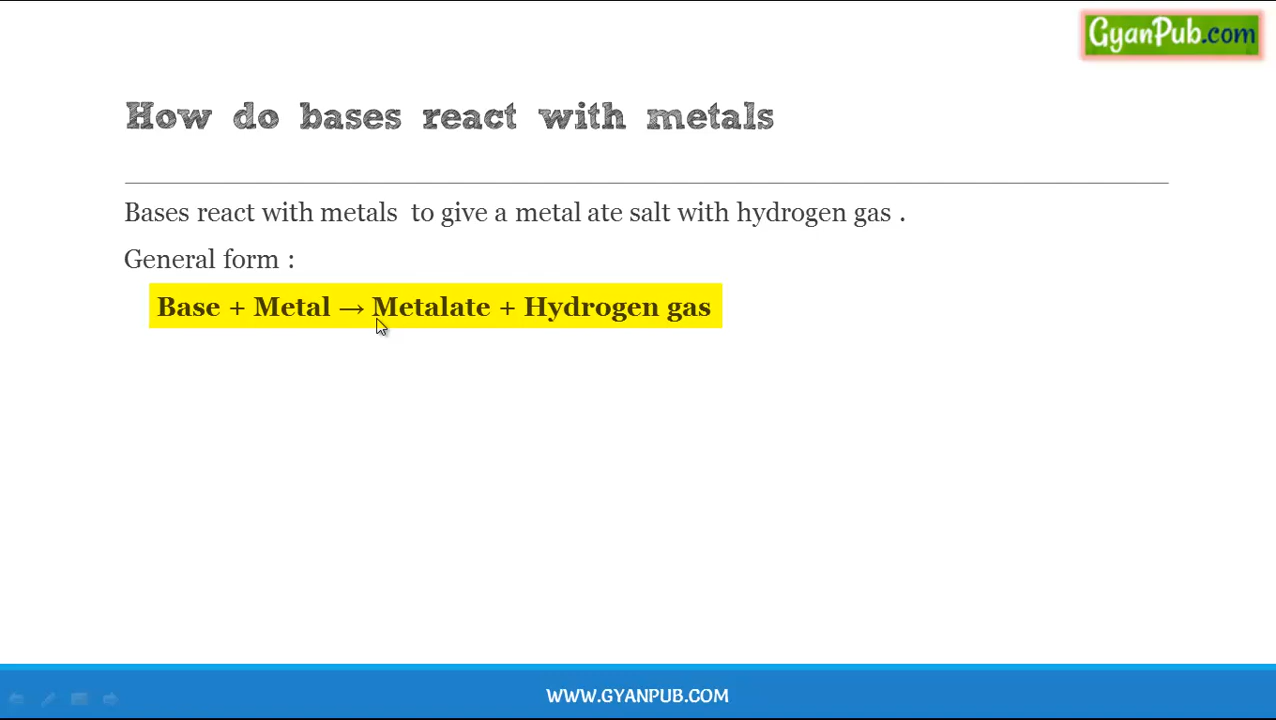 GyanPub.com
How do bases react with metals
Bases react with metals to give a metal ate salt with hydrogen gas .
General form :
Base + Metal → Metalate + Hydrogen gas
WWW.GYANPUB.COM